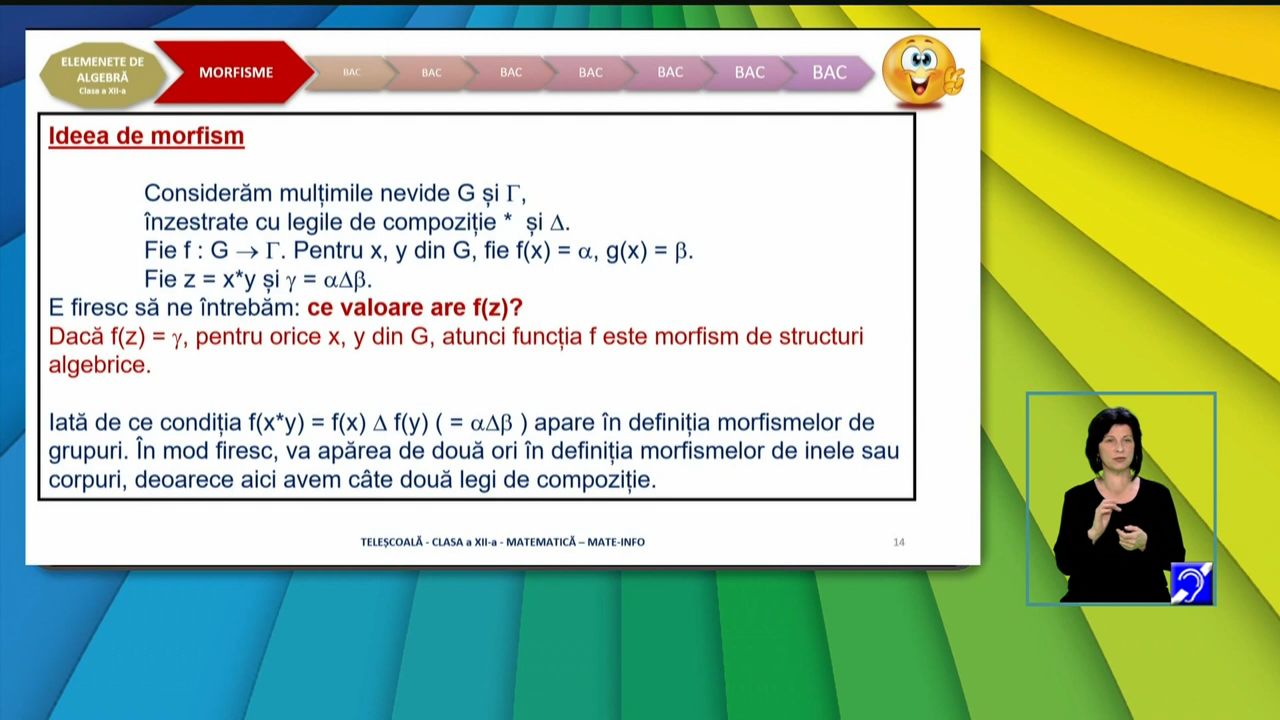 ELEMENETE DE
ALGEBRĂ
Clasa a XII-a
MORFISME
BAC
BAC
BAC
BAC
BAC
BAC
BAC
Ideea de morfism
Considerăm mulțimile nevide G și Γ,
înzestrate cu legile de compoziție * și Δ.
Fie f : G → Γ. Pentru x, y din G, fie f(x) = α, g(x) = β.
Fie z = x*y și γ = αΔβ.
E firesc să ne întrebăm: ce valoare are f(z)?
Dacă f(z) = γ, pentru orice x, y din G, atunci funcția f este morfism de structuri
algebrice.
Iată de ce condiția f(x*y) = f(x) Δ f(y) ( = αΔβ ) apare în definiția morfismelor de
grupuri. În mod firesc, va apărea de două ori în definiția morfismelor de inele sau
corpuri, deoarece aici avem câte două legi de compoziție.
TELEȘCOALĂ - CLASA a XII-a - MATEMATICĂ – MATE-INFO
14